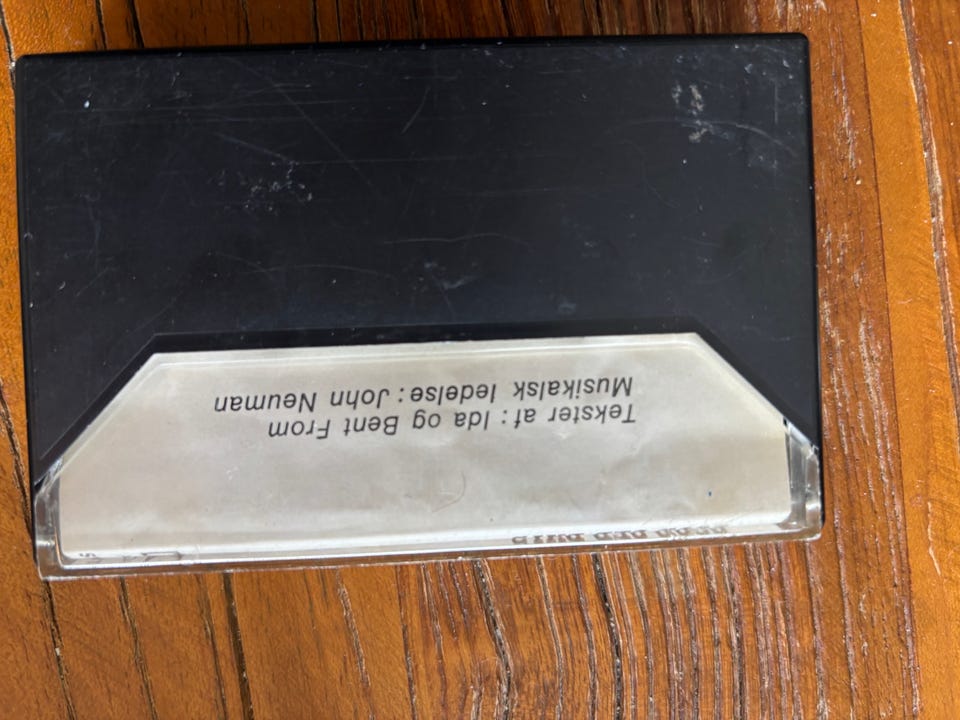 Tekster af: Ida og Bent From
Musikalsk ledelse: John Neuman